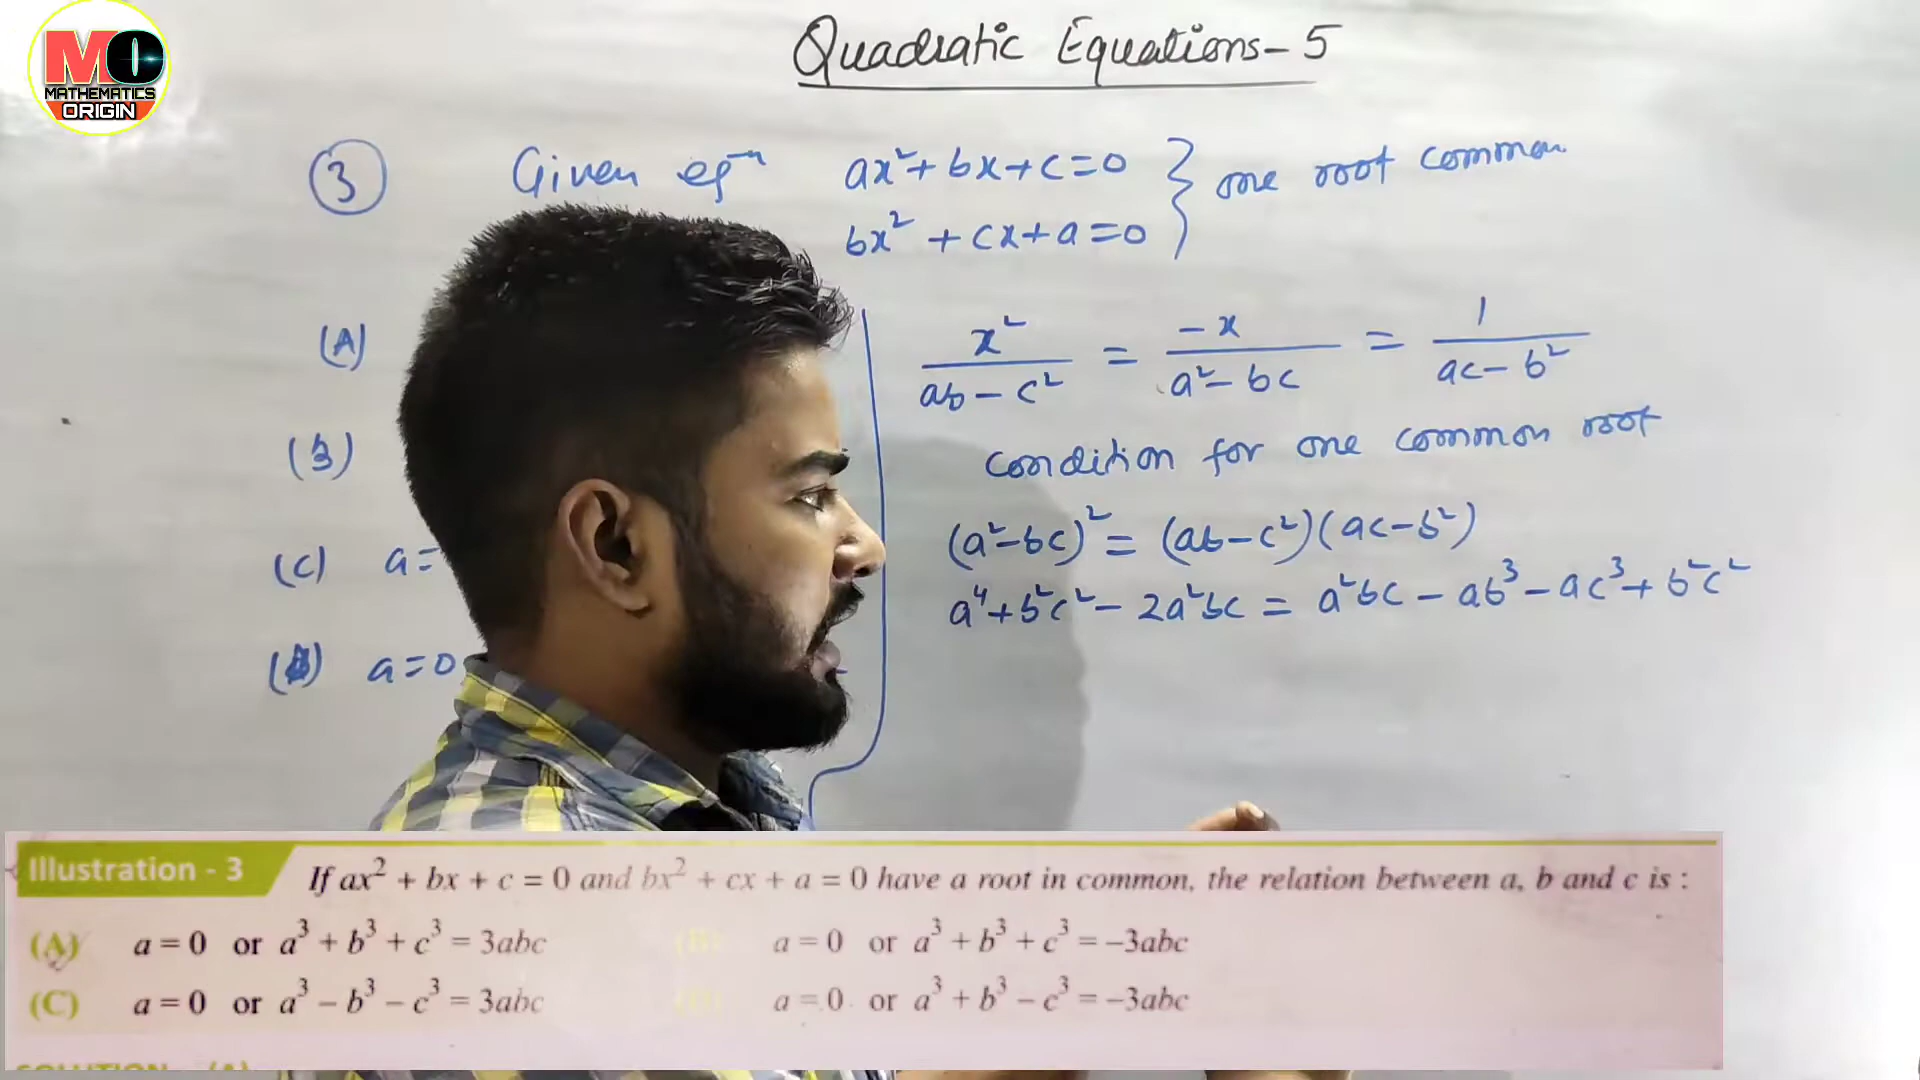 MO
MATHEMATICS
ORIGIN
Quadratic Equations-5
(3) Given eqⁿ ax²+bx+c=0 } one root common
bx²+cx+a=0
(A)
x²/(ab-c²) = -x/(a²-bc) = 1/(ac-b²)
(B)
condition for one common root
(a²-bc)² = (ab-c²)(ac-b²)
(C) a=
a⁴+b²c²-2a²bc = a²bc-ab³-ac³+b²c²
a=0
Illustration - 3 If ax² + bx + c = 0 and bx² + cx + a = 0 have a root in common, the relation between a, b and c is :
(A) a = 0 or a³ + b³ + c³ = 3abc (B) a = 0 or a³ + b³ + c³ = –3abc
(C) a = 0 or a³ – b³ – c³ = 3abc (D) a = 0 or a³ + b³ – c³ = –3abc